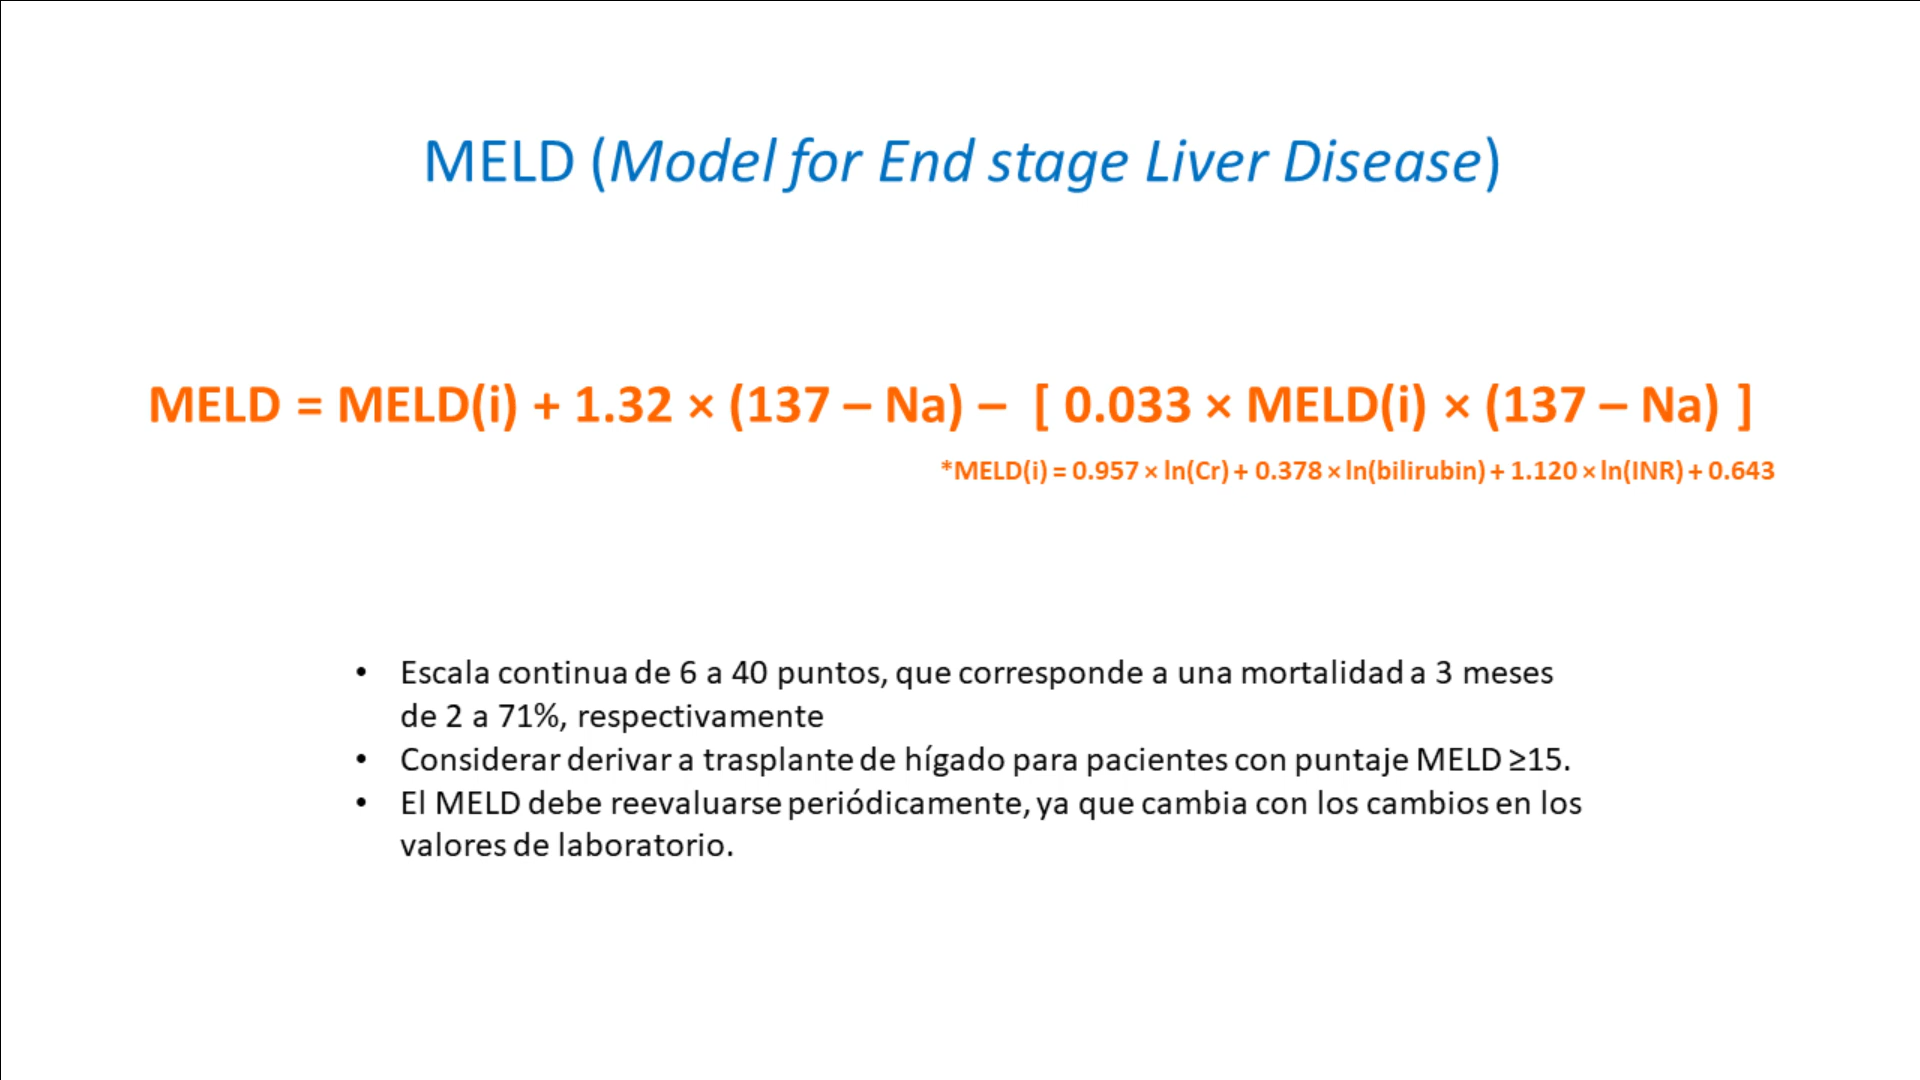 MELD (Model for End stage Liver Disease)
MELD = MELD(i) + 1.32 × (137 – Na) – [ 0.033 × MELD(i) × (137 – Na) ]
*MELD(i) = 0.957 × ln(Cr) + 0.378 × ln(bilirubin) + 1.120 × ln(INR) + 0.643
• Escala continua de 6 a 40 puntos, que corresponde a una mortalidad a 3 meses
de 2 a 71%, respectivamente
• Considerar derivar a trasplante de hígado para pacientes con puntaje MELD ≥15.
• El MELD debe reevaluarse periódicamente, ya que cambia con los cambios en los
valores de laboratorio.